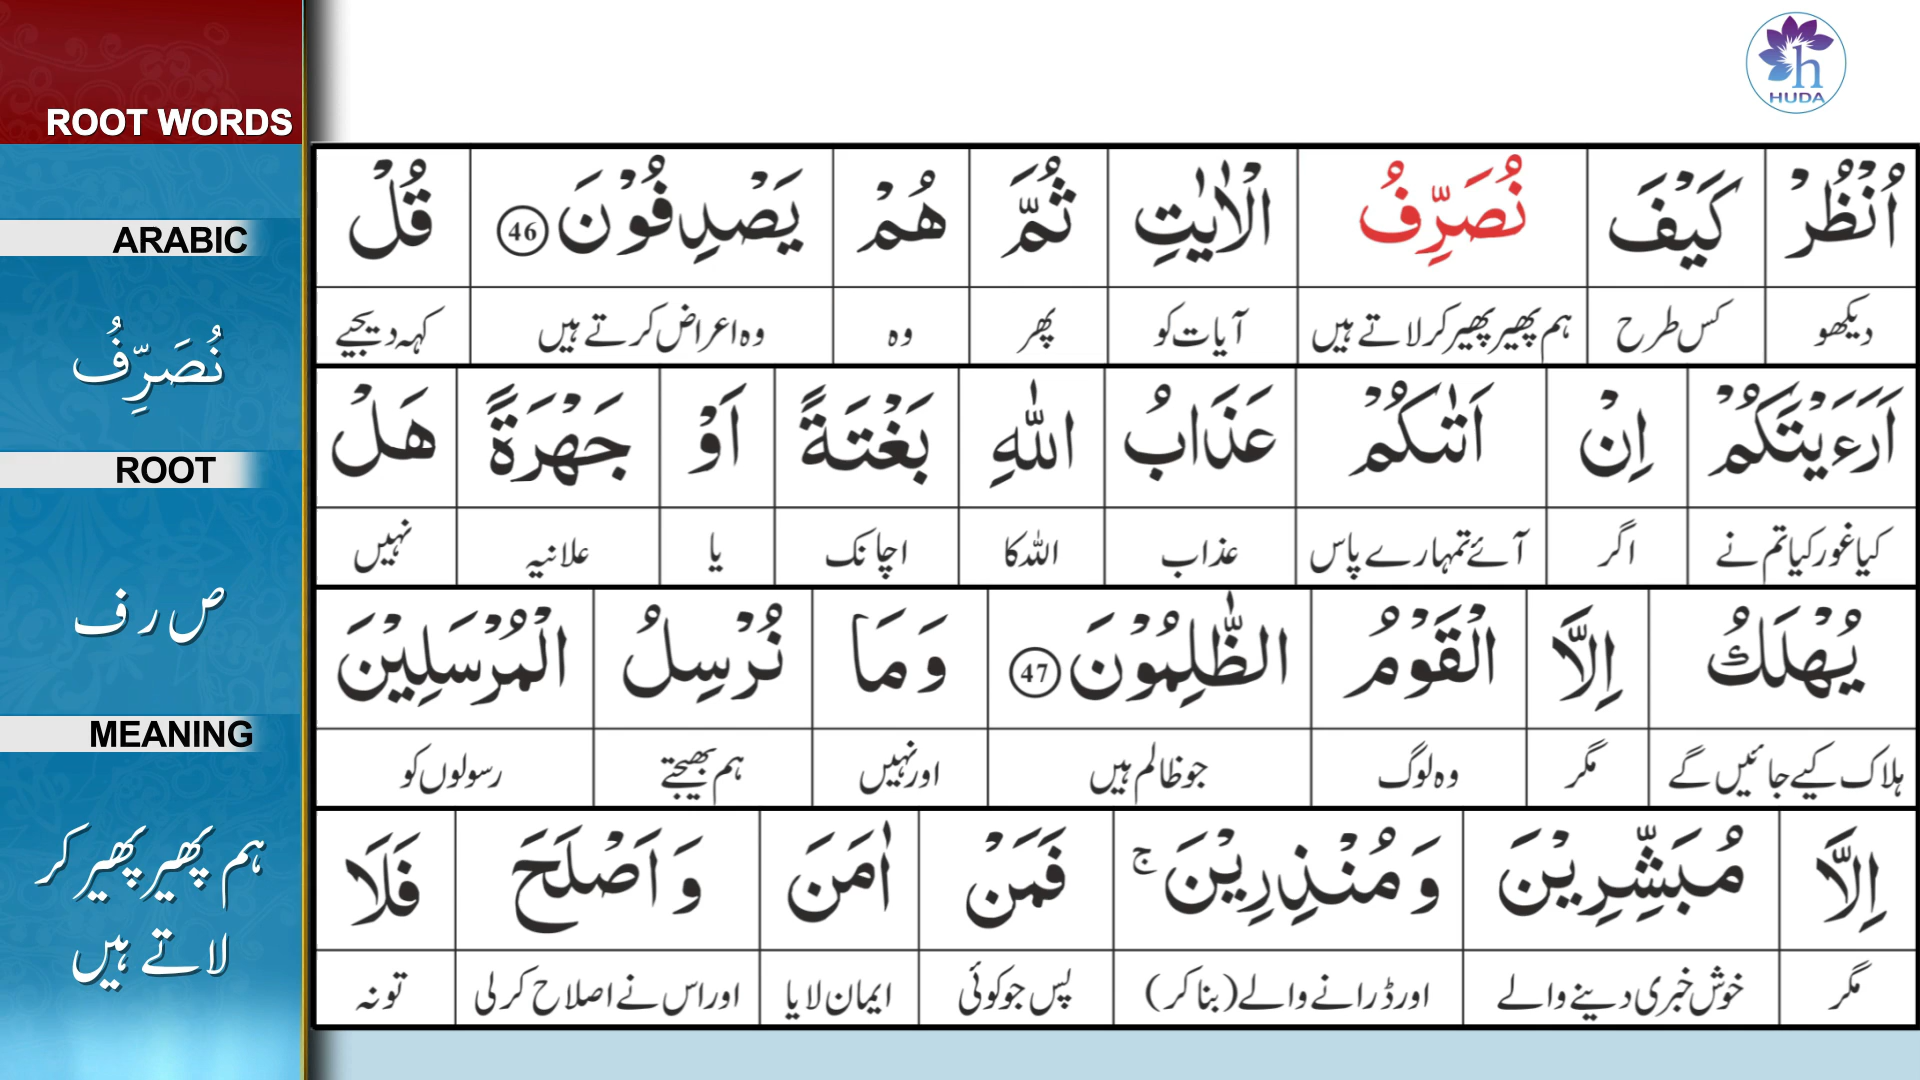 ROOT WORDS
ARABIC
نُصَرِّفُ
ROOT
ص ر ف
MEANING
ہم پھیر پھیر کر
لاتے ہیں
h
HUDA
اُنْظُرْ كَيْفَ نُصَرِّفُ الْاٰيٰتِ ثُمَّ هُمْ يَصْدِفُوْنَ 46 قُلْ
دیکھو کس طرح ہم پھیر پھیر کر لاتے ہیں آیات کو پھر وہ وہ اعراض کرتے ہیں کہہ دیجیے
اَرَءَيْتَكُمْ اِنْ اَتٰىكُمْ عَذَابُ اللّٰهِ بَغْتَةً اَوْ جَهْرَةً هَلْ
کیا غور کیا تم نے اگر آئے تمہارے پاس عذاب اللہ کا اچانک یا علانیہ نہیں
يُهْلَكُ اِلَّا الْقَوْمُ الظّٰلِمُوْنَ 47 وَمَا نُرْسِلُ الْمُرْسَلِيْنَ
ہلاک کیے جائیں گے مگر وہ لوگ جو ظالم ہیں اور نہیں ہم بھیجتے رسولوں کو
اِلَّا مُبَشِّرِيْنَ وَمُنْذِرِيْنَ ۚ فَمَنْ اٰمَنَ وَاَصْلَحَ فَلَا
مگر خوش خبری دینے والے اور ڈرانے والے (بنا کر) پس جو کوئی ایمان لایا اور اس نے اصلاح کر لی تو نہ